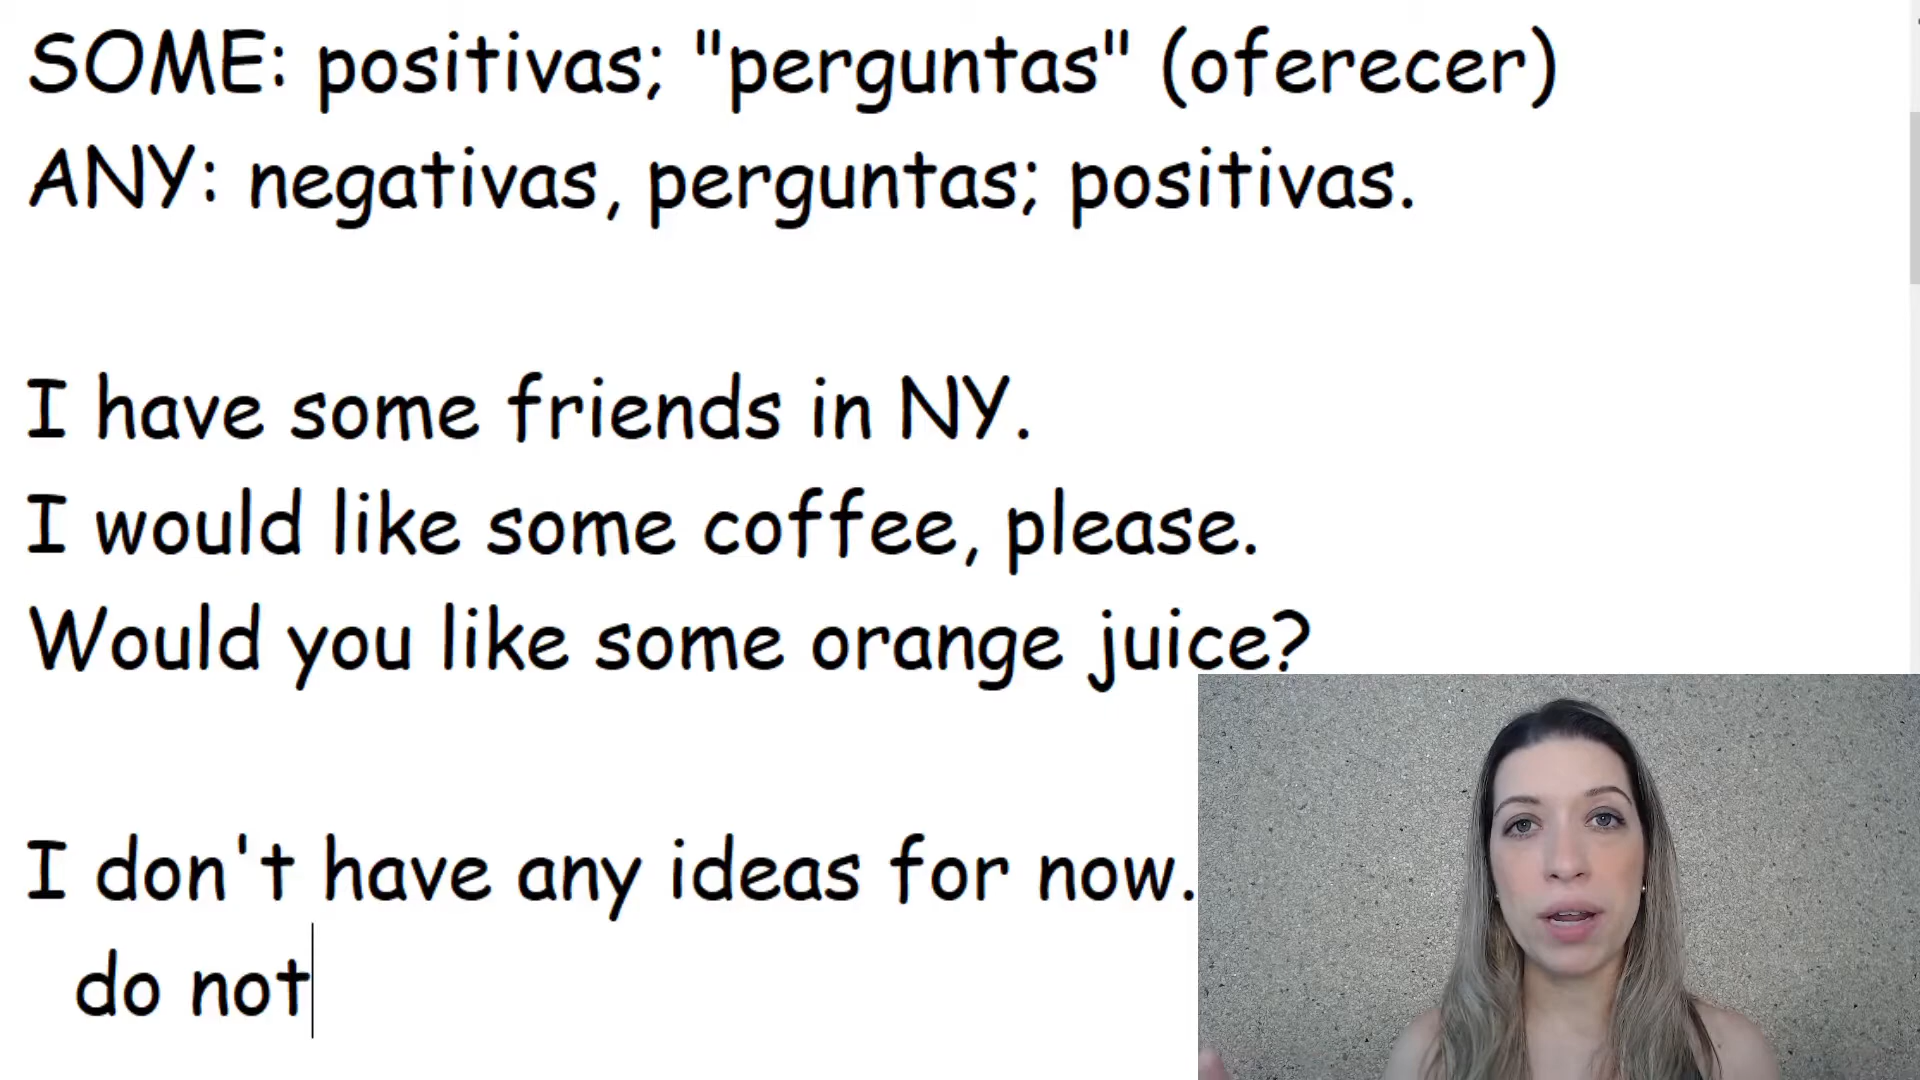 SOME: positivas; "perguntas" (oferecer)
ANY: negativas, perguntas; positivas.
I have some friends in NY.
I would like some coffee, please.
Would you like some orange juice?
I don't have any ideas for now.
do not